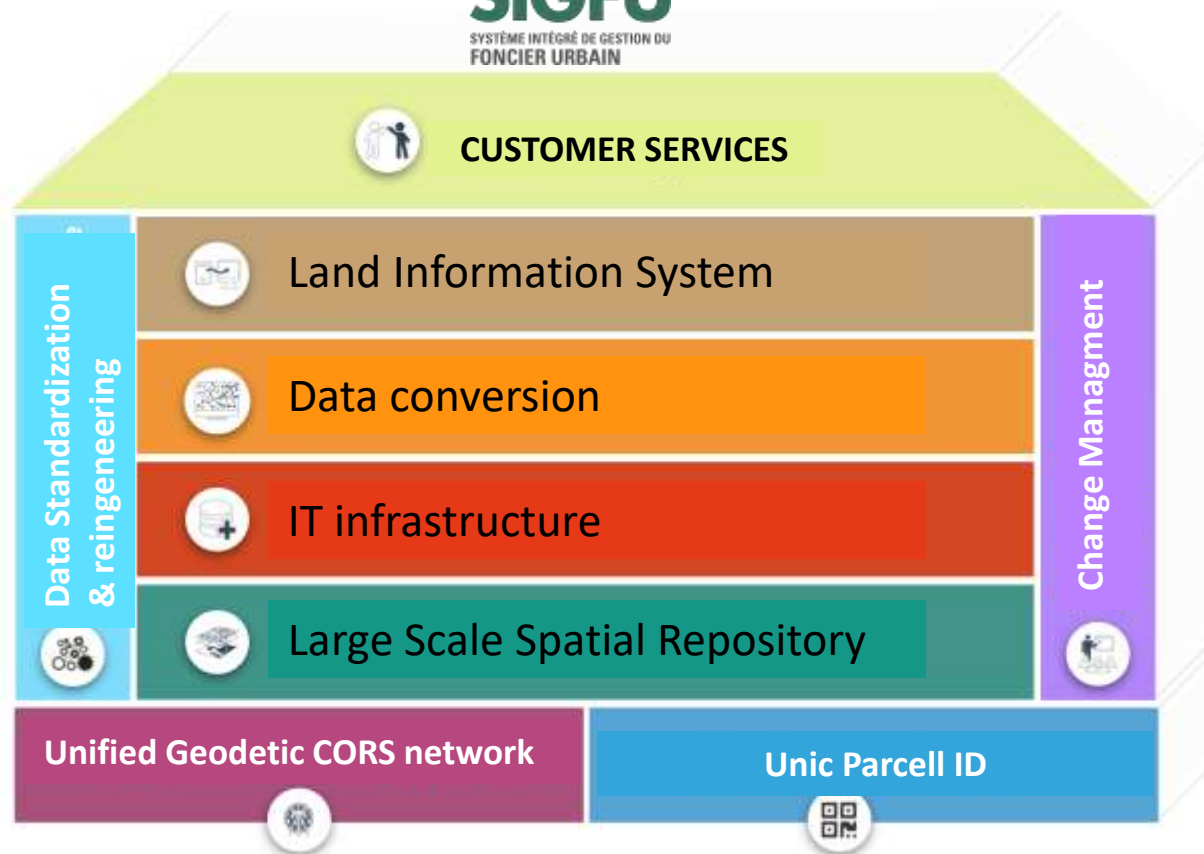 SIGFU
SYSTÈME INTÉGRÉ DE GESTION DU
FONCIER URBAIN
CUSTOMER SERVICES
Data Standardization
& reingeneering
Land Information System
Data conversion
IT infrastructure
Large Scale Spatial Repository
Change Managment
Unified Geodetic CORS network
Unic Parcell ID